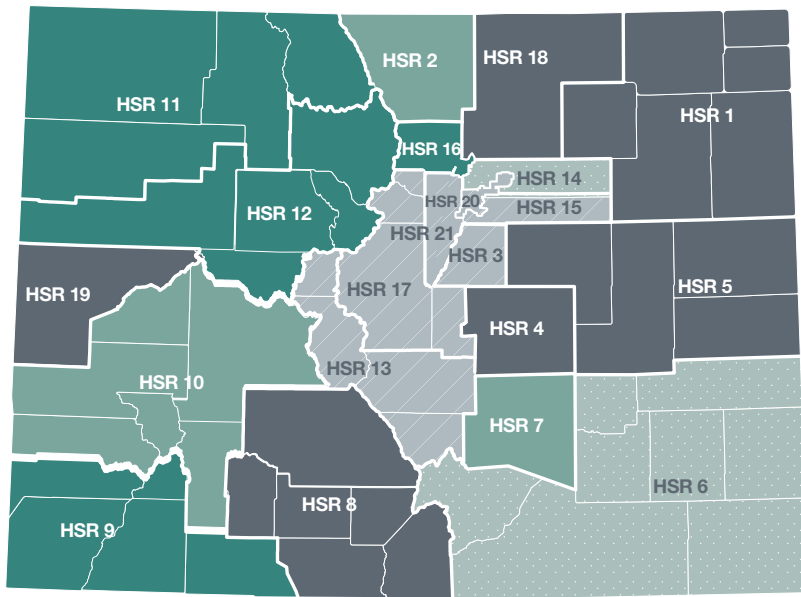 HSR 2
HSR 18
HSR 11
HSR 1
HSR 16
HSR 14
HSR 20
HSR 15
HSR 12
HSR 21
HSR 3
HSR 19
HSR 17
HSR 5
HSR 4
HSR 13
HSR 10
HSR 7
HSR 6
HSR 8
HSR 9